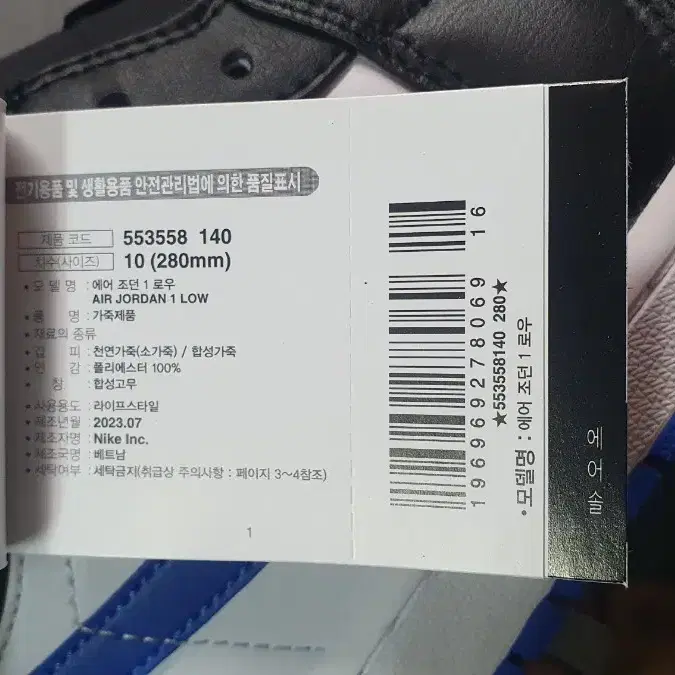 전기용품 및 생활용품 안전관리법에 의한 품질표시
제품 코드 553558 140
치수(사이즈) 10 (280mm)
• 모 델 명 : 에어 조던 1 로우
AIR JORDAN 1 LOW
• 품 명 : 가죽제품
• 재료의 종류
• 겉 피 : 천연가죽(소가죽) / 합성가죽
• 안 감 : 폴리에스터 100%
• 창 : 합성고무
• 사용용도 : 라이프스타일
• 제조년월 : 2023.07
• 제조자명 : Nike Inc.
• 제조국명 : 베트남
• 세탁여부 : 세탁금지(취급상 주의사항 : 페이지 3~4참조)
1
196969278069 16
★553558140 280★
• 모델명 : 에어 조던 1 로우
에어솔